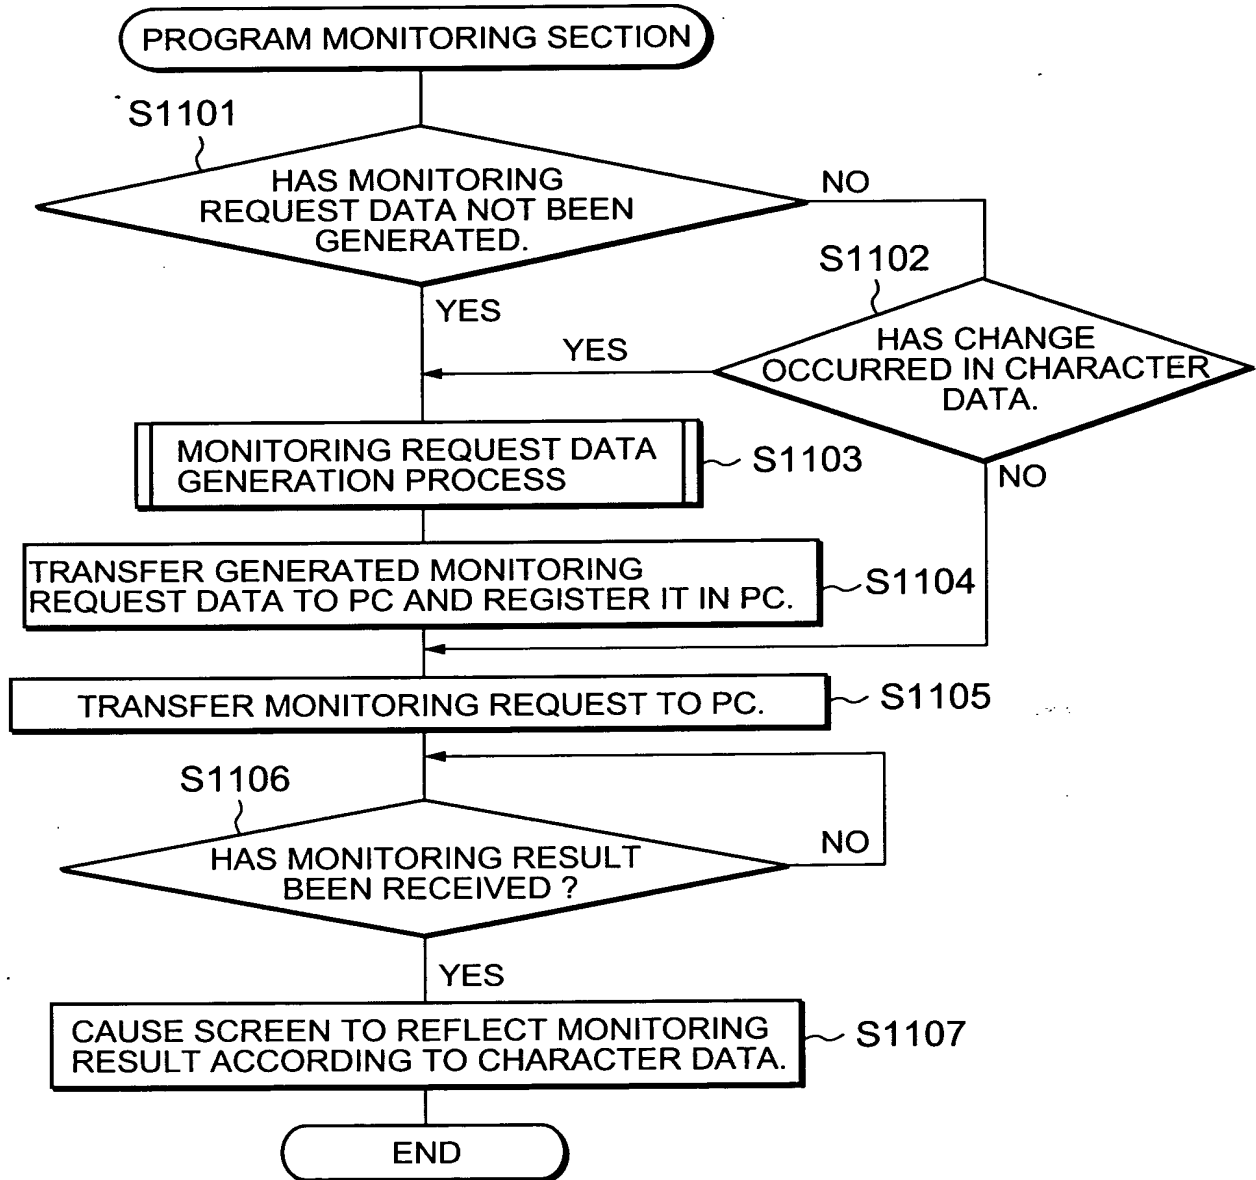 PROGRAM MONITORING SECTION
S1101
HAS MONITORING
REQUEST DATA NOT BEEN
GENERATED.
NO
YES
S1102
HAS CHANGE
OCCURRED IN CHARACTER
DATA.
YES
NO
MONITORING REQUEST DATA
GENERATION PROCESS
S1103
TRANSFER GENERATED MONITORING
REQUEST DATA TO PC AND REGISTER IT IN PC.
S1104
TRANSFER MONITORING REQUEST TO PC.
S1105
S1106
HAS MONITORING RESULT
BEEN RECEIVED ?
NO
YES
CAUSE SCREEN TO REFLECT MONITORING
RESULT ACCORDING TO CHARACTER DATA.
S1107
END